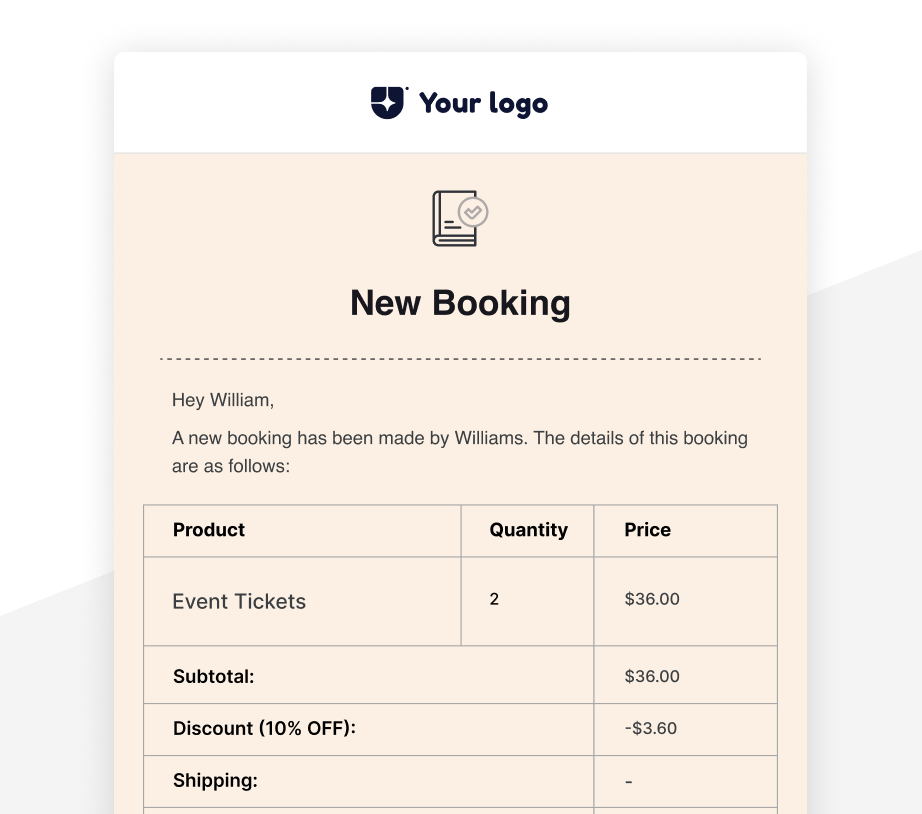 Your logo
New Booking
Hey William,
A new booking has been made by Williams. The details of this booking
are as follows:
Product Quantity Price
Event Tickets 2 $36.00
Subtotal: $36.00
Discount (10% OFF): -$3.60
Shipping: -